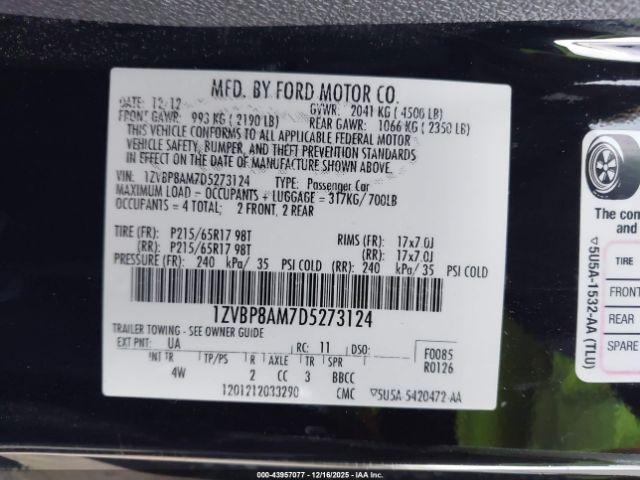 MFD. BY FORD MOTOR CO.
DATE: 12/12 GVWR: 2041 KG ( 4500 LB)
FRONT GAWR: 993 KG ( 2190 LB) REAR GAWR: 1066 KG ( 2350 LB)
THIS VEHICLE CONFORMS TO ALL APPLICABLE FEDERAL MOTOR
VEHICLE SAFETY, BUMPER, AND THEFT PREVENTION STANDARDS
IN EFFECT ON THE DATE OF MANUFACTURE SHOWN ABOVE.
VIN: 1ZVBP8AM7D5273124 TYPE: Passenger Car
MAXIMUM LOAD - OCCUPANTS + LUGGAGE = 317KG/ 700LB
OCCUPANTS = 4 TOTAL; 2 FRONT, 2 REAR
TIRE (FR): P215/65R17 98T RIMS (FR): 17x7.0J
(RR): P215/65R17 98T (RR): 17x7.0J
PRESSURE (FR): 240 kPa/ 35 PSI COLD (RR): 240 kPa/ 35 PSI COLD
1ZVBP8AM7D5273124
TRAILER TOWING - SEE OWNER GUIDE
EXT PNT: UA RC: 11 DSO: F0085
R0126
INT TR TP/PS R AXLE TR SPR
4W 2 CC 3 BBCC
1201212033290 CMC ▽5U5A-5420472-AA
The con
▽5U5A-1532-AA (TLU)
TIRE
FRONT
REAR
SPARE
000-43957077 - 12/16/2025 - COPYRIGHT IAA, LLC